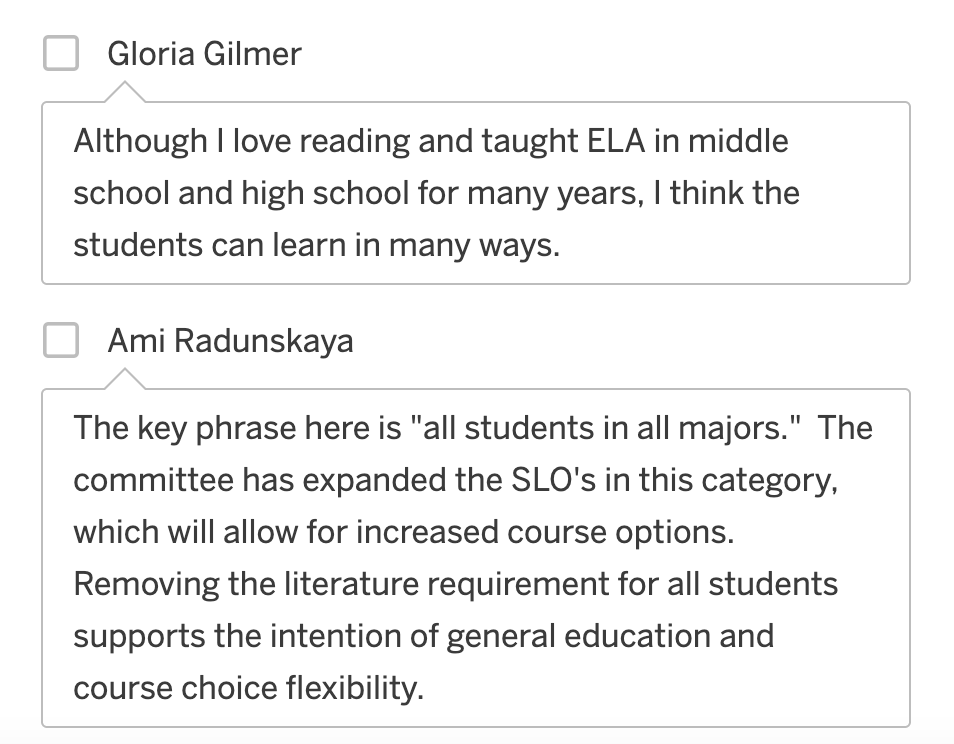 Gloria Gilmer
Although I love reading and taught ELA in middle
school and high school for many years, I think the
students can learn in many ways.
Ami Radunskaya
The key phrase here is "all students in all majors."  The
committee has expanded the SLO's in this category,
which will allow for increased course options.
Removing the literature requirement for all students
supports the intention of general education and
course choice flexibility.